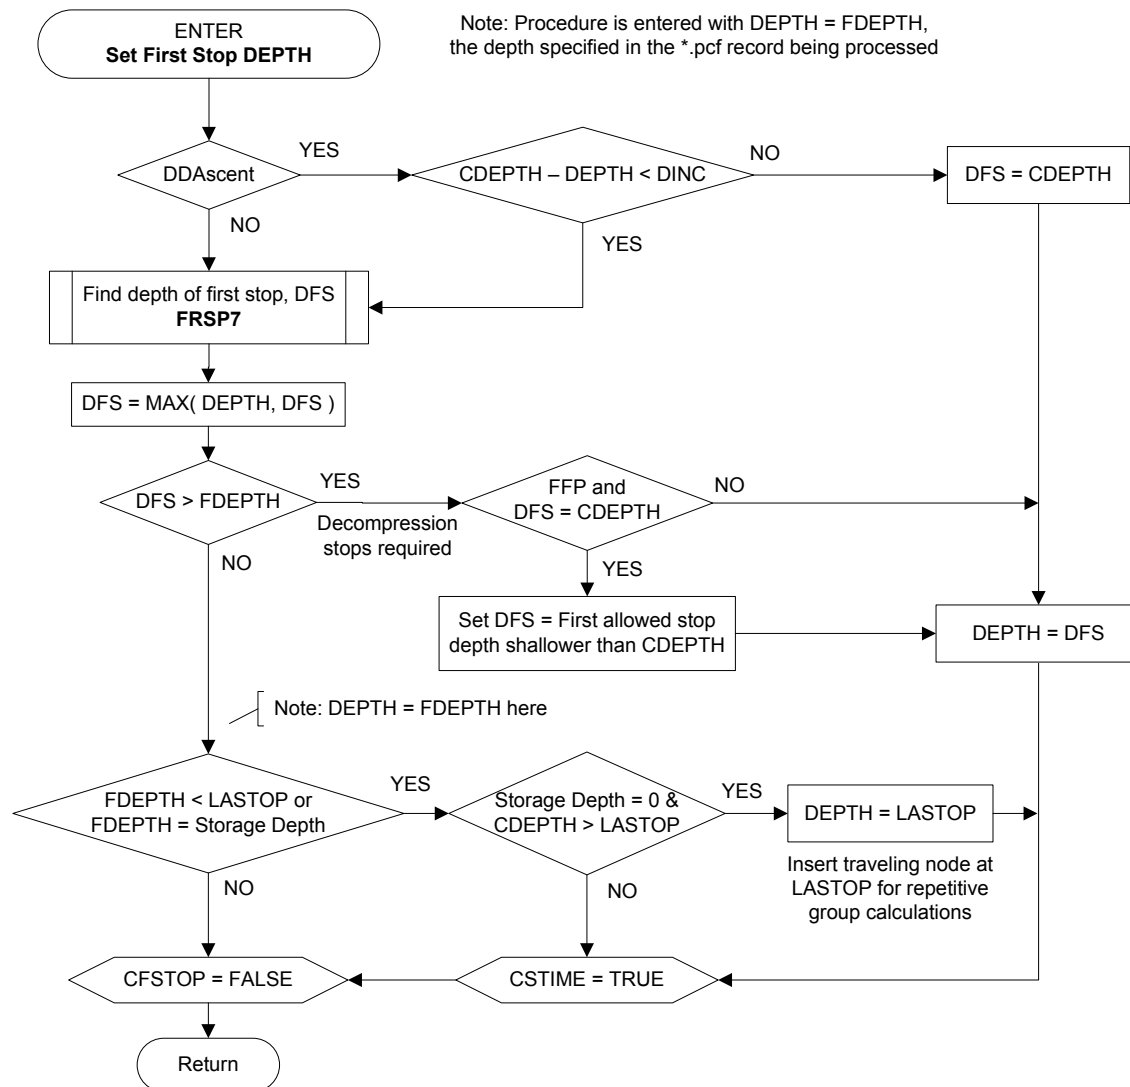 ENTER
Set First Stop DEPTH
Note: Procedure is entered with DEPTH = FDEPTH,
the depth specified in the *.pcf record being processed
DDAscent
YES
CDEPTH – DEPTH < DINC
NO
DFS = CDEPTH
NO
YES
Find depth of first stop, DFS
FRSP7
DFS = MAX( DEPTH, DFS )
DFS > FDEPTH
YES
Decompression
stops required
FFP and
DFS = CDEPTH
NO
NO
YES
Set DFS = First allowed stop
depth shallower than CDEPTH
DEPTH = DFS
Note: DEPTH = FDEPTH here
FDEPTH < LASTOP or
FDEPTH = Storage Depth
YES
Storage Depth = 0 &
CDEPTH > LASTOP
YES
DEPTH = LASTOP
Insert traveling node at
LASTOP for repetitive
group calculations
NO
NO
CFSTOP = FALSE
CSTIME = TRUE
Return